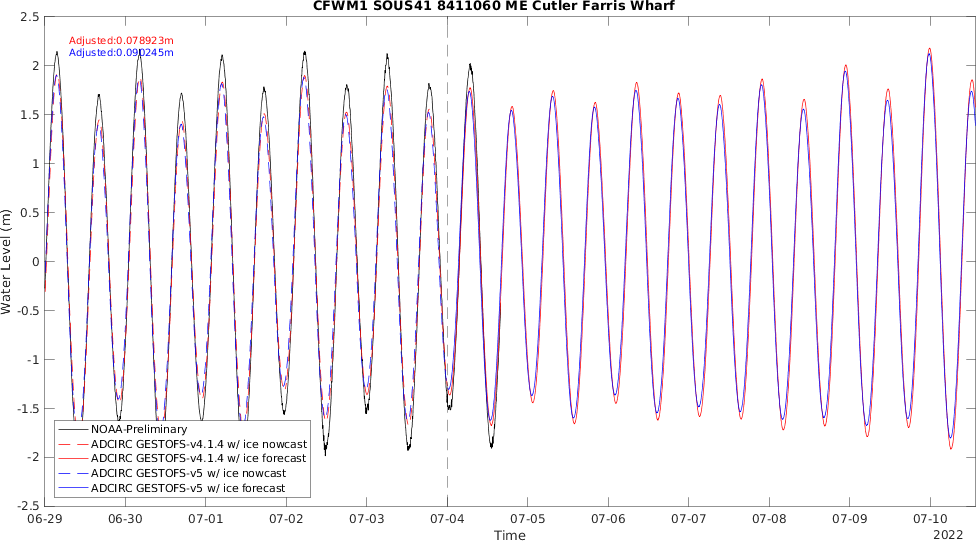 CFWM1 SOUS41 8411060 ME Cutler Farris Wharf
2.5
Adjusted:0.078923m
Adjusted:0.090245m
2
1.5
1
0.5
0
-0.5
-1
-1.5
-2
-2.5
Water Level (m)
NOAA-Preliminary
ADCIRC GESTOFS-v4.1.4 w/ ice nowcast
ADCIRC GESTOFS-v4.1.4 w/ ice forecast
ADCIRC GESTOFS-v5 w/ ice nowcast
ADCIRC GESTOFS-v5 w/ ice forecast
06-29 06-30 07-01 07-02 07-03 07-04 07-05 07-06 07-07 07-08 07-09 07-10
Time
2022